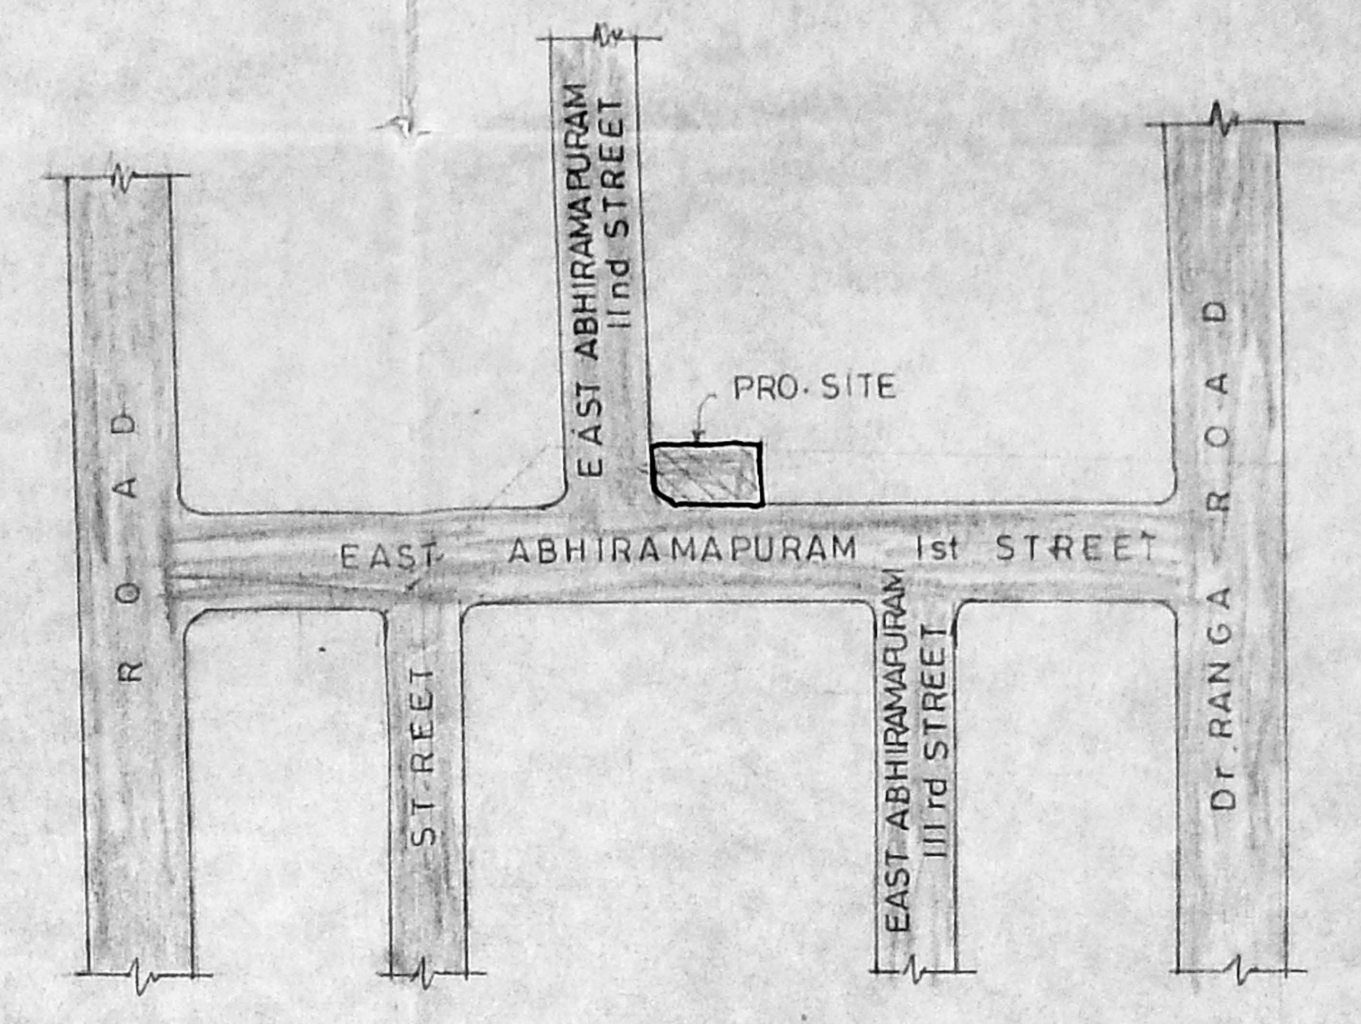 EAST ABHIRAMAPURAM
IInd STREET
PRO. SITE
ROAD
EAST ABHIRAMAPURAM 1st STREET
STREET
EAST ABHIRAMAPURAM
IIIrd STREET
Dr. RANGA ROAD